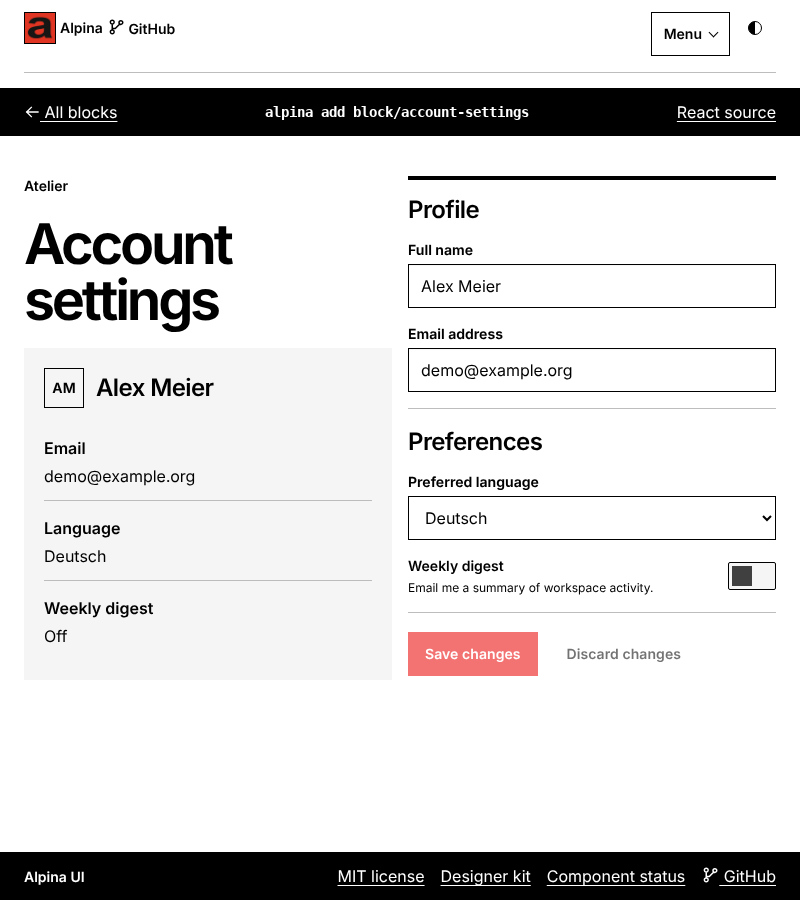 a Alpina GitHub Menu
← All blocks alpina add block/account-settings React source
Atelier
Account
settings
AM Alex Meier
Email
demo@example.org
Language
Deutsch
Weekly digest
Off
Profile
Full name
Alex Meier
Email address
demo@example.org
Preferences
Preferred language
Deutsch
Weekly digest
Email me a summary of workspace activity.
Save changes Discard changes
Alpina UI MIT license Designer kit Component status GitHub